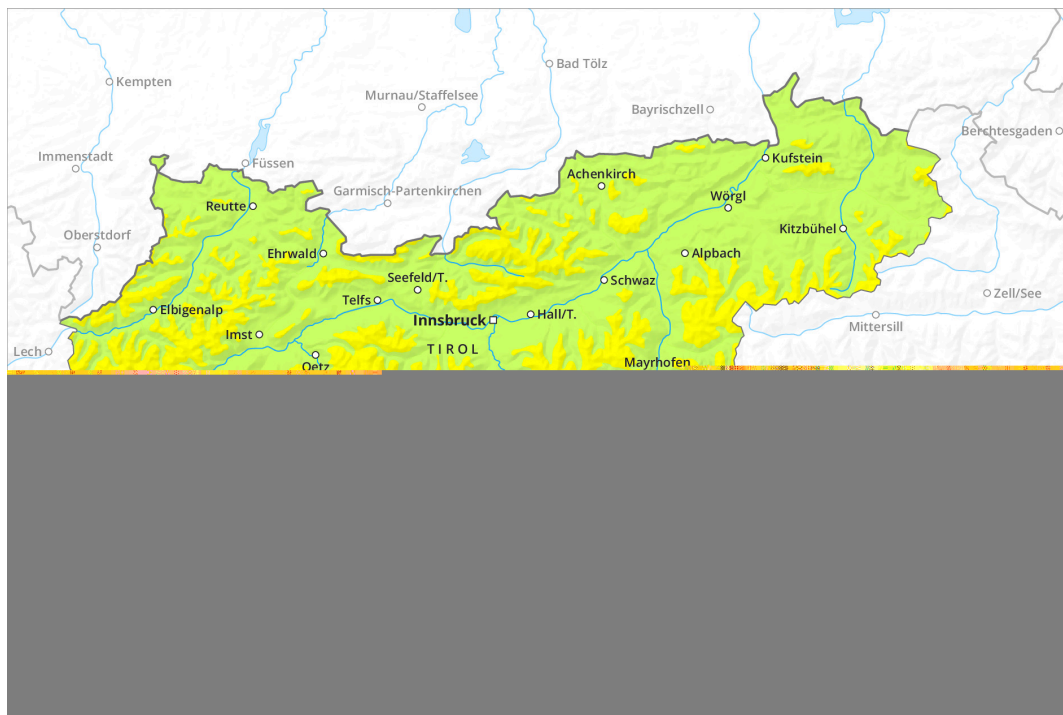 Kempten
Bad Tölz
Murnau/Staffelsee
Bayrischzell
Berchtesgaden
Immenstadt
Füssen
Kufstein
Achenkirch
Garmisch-Partenkirchen
Wörgl
Reutte
Oberstdorf
Kitzbühel
Ehrwald
Alpbach
Seefeld/T.
Schwaz
Zell/See
Telfs
Elbigenalp
Hall/T.
Innsbruck
Mittersill
Imst
TIROL
Lech
Mayrhofen
Oetz